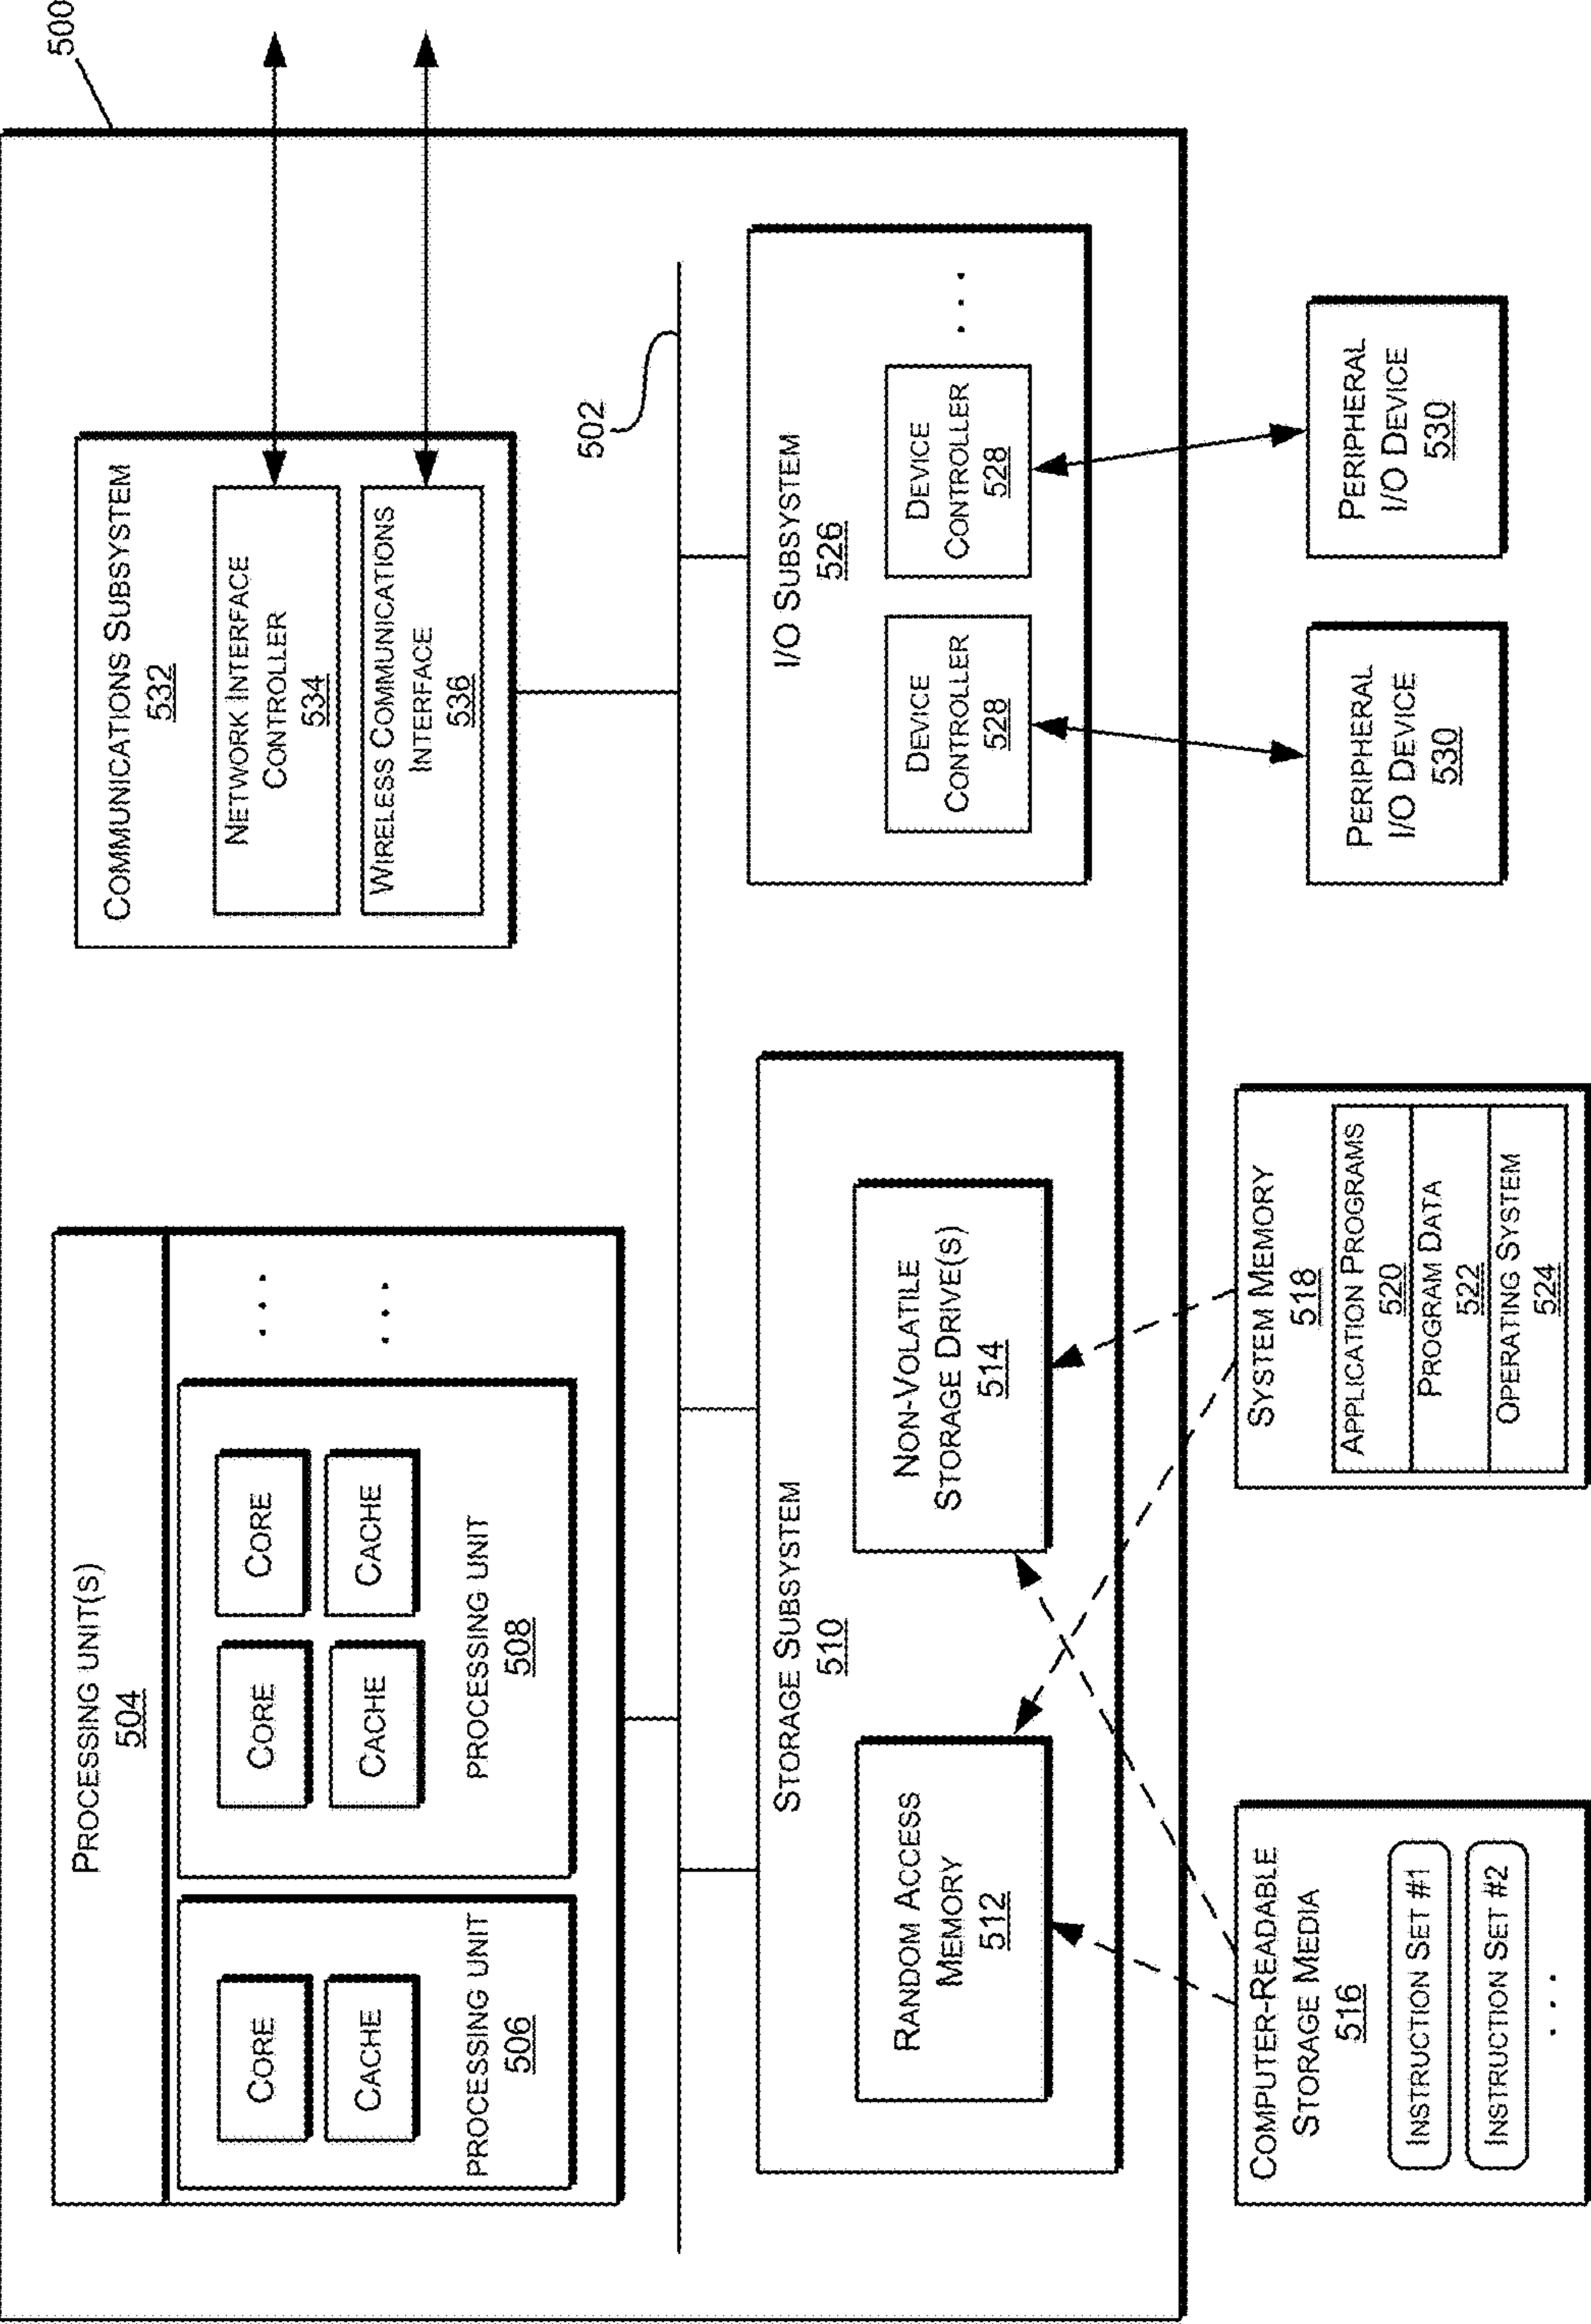 500
PROCESSING UNIT(S)
504
CORE
CACHE
PROCESSING UNIT
506
CORE
CORE
CACHE
CACHE
PROCESSING UNIT
508
. . .
. . .
COMMUNICATIONS SUBSYSTEM
532
NETWORK INTERFACE
CONTROLLER
534
WIRELESS COMMUNICATIONS
INTERFACE
536
502
STORAGE SUBSYSTEM
510
RANDOM ACCESS
MEMORY
512
NON-VOLATILE
STORAGE DRIVE(S)
514
I/O SUBSYSTEM
526
DEVICE
CONTROLLER
528
DEVICE
CONTROLLER
528
. . .
COMPUTER-READABLE
STORAGE MEDIA
516
INSTRUCTION SET #1
INSTRUCTION SET #2
. . .
SYSTEM MEMORY
518
APPLICATION PROGRAMS
520
PROGRAM DATA
522
OPERATING SYSTEM
524
PERIPHERAL
I/O DEVICE
530
PERIPHERAL
I/O DEVICE
530